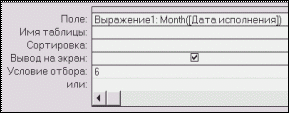 Поле: Выражение1: Month([Дата исполнения])
Имя таблицы:
Сортировка:
Вывод на экран:
Условие отбора: 6
или: